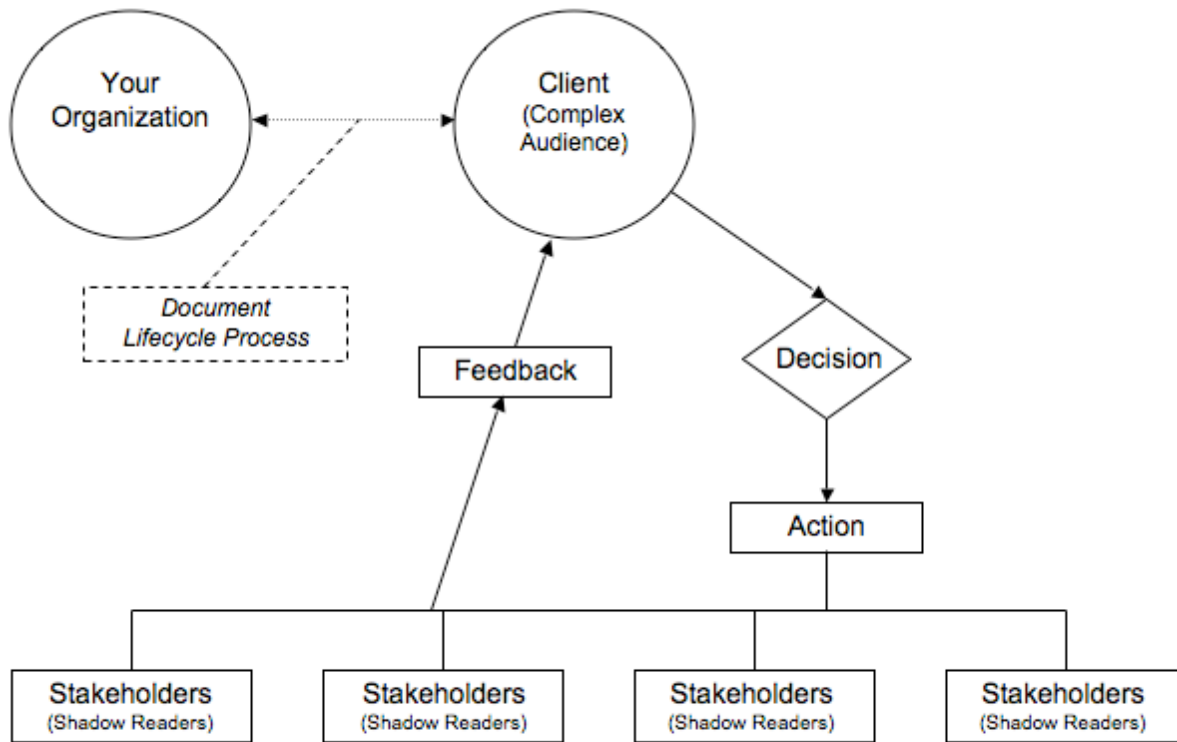 Your
Organization
Client
(Complex
Audience)
Document
Lifecycle Process
Feedback
Decision
Action
Stakeholders
(Shadow Readers)
Stakeholders
(Shadow Readers)
Stakeholders
(Shadow Readers)
Stakeholders
(Shadow Readers)